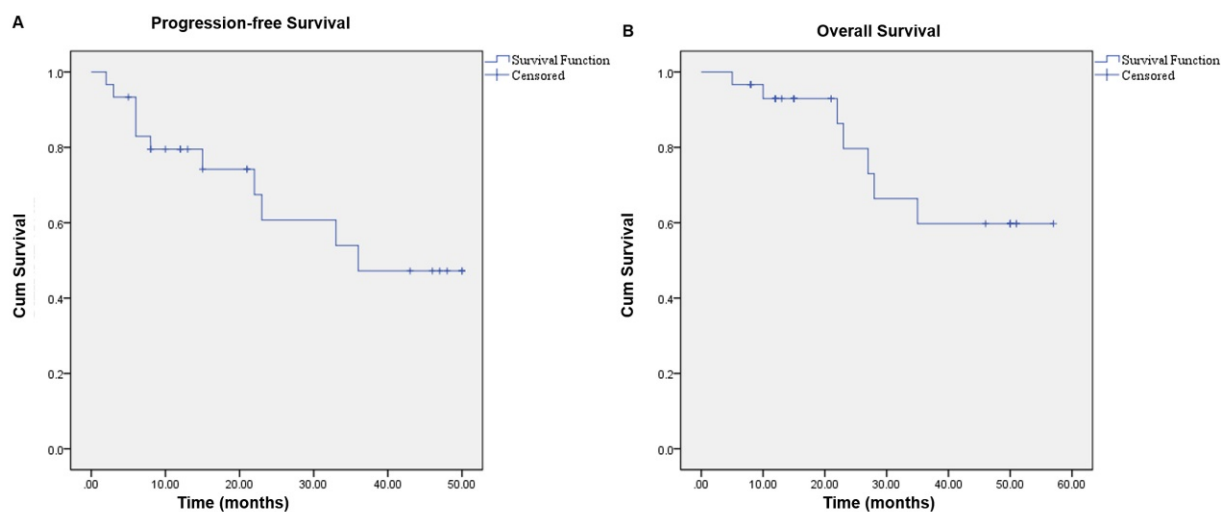 A
Progression-free Survival
Survival Function
Censored
Cum Survival
1.0
0.8
0.6
0.4
0.2
0.0
.00 10.00 20.00 30.00 40.00 50.00
Time (months)
B
Overall Survival
Survival Function
Censored
Cum Survival
1.0
0.8
0.6
0.4
0.2
0.0
.00 10.00 20.00 30.00 40.00 50.00 60.00
Time (months)